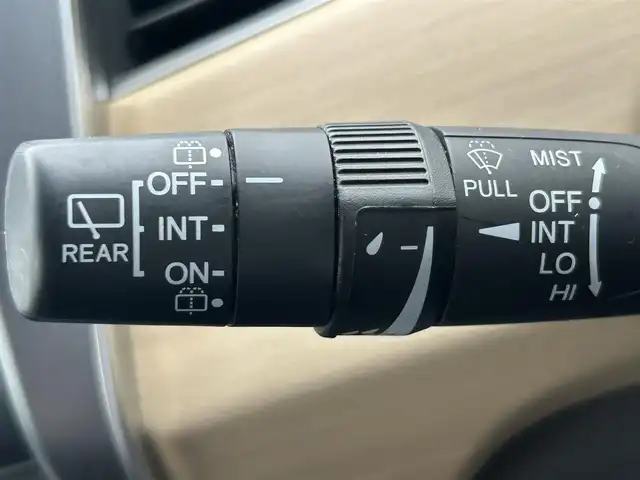 OFF
INT
ON
REAR
PULL
MIST
OFF
INT
LO
HI